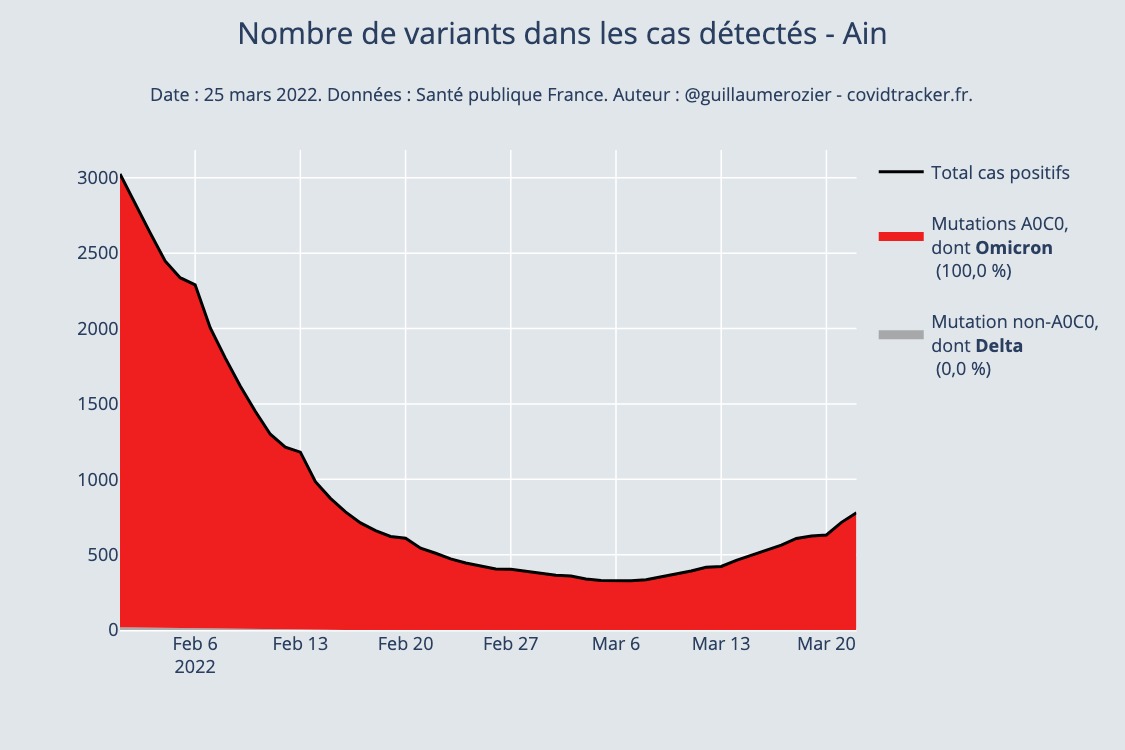 Nombre de variants dans les cas détectés - Ain
Date : 25 mars 2022. Données : Santé publique France. Auteur : @guillaumerozier - covidtracker.fr.
3000
2500
2000
1500
1000
500
0
Feb 6
2022
Feb 13
Feb 20
Feb 27
Mar 6
Mar 13
Mar 20
Total cas positifs
Mutations A0C0,
dont Omicron
(100,0 %)
Mutation non-A0C0,
dont Delta
(0,0 %)